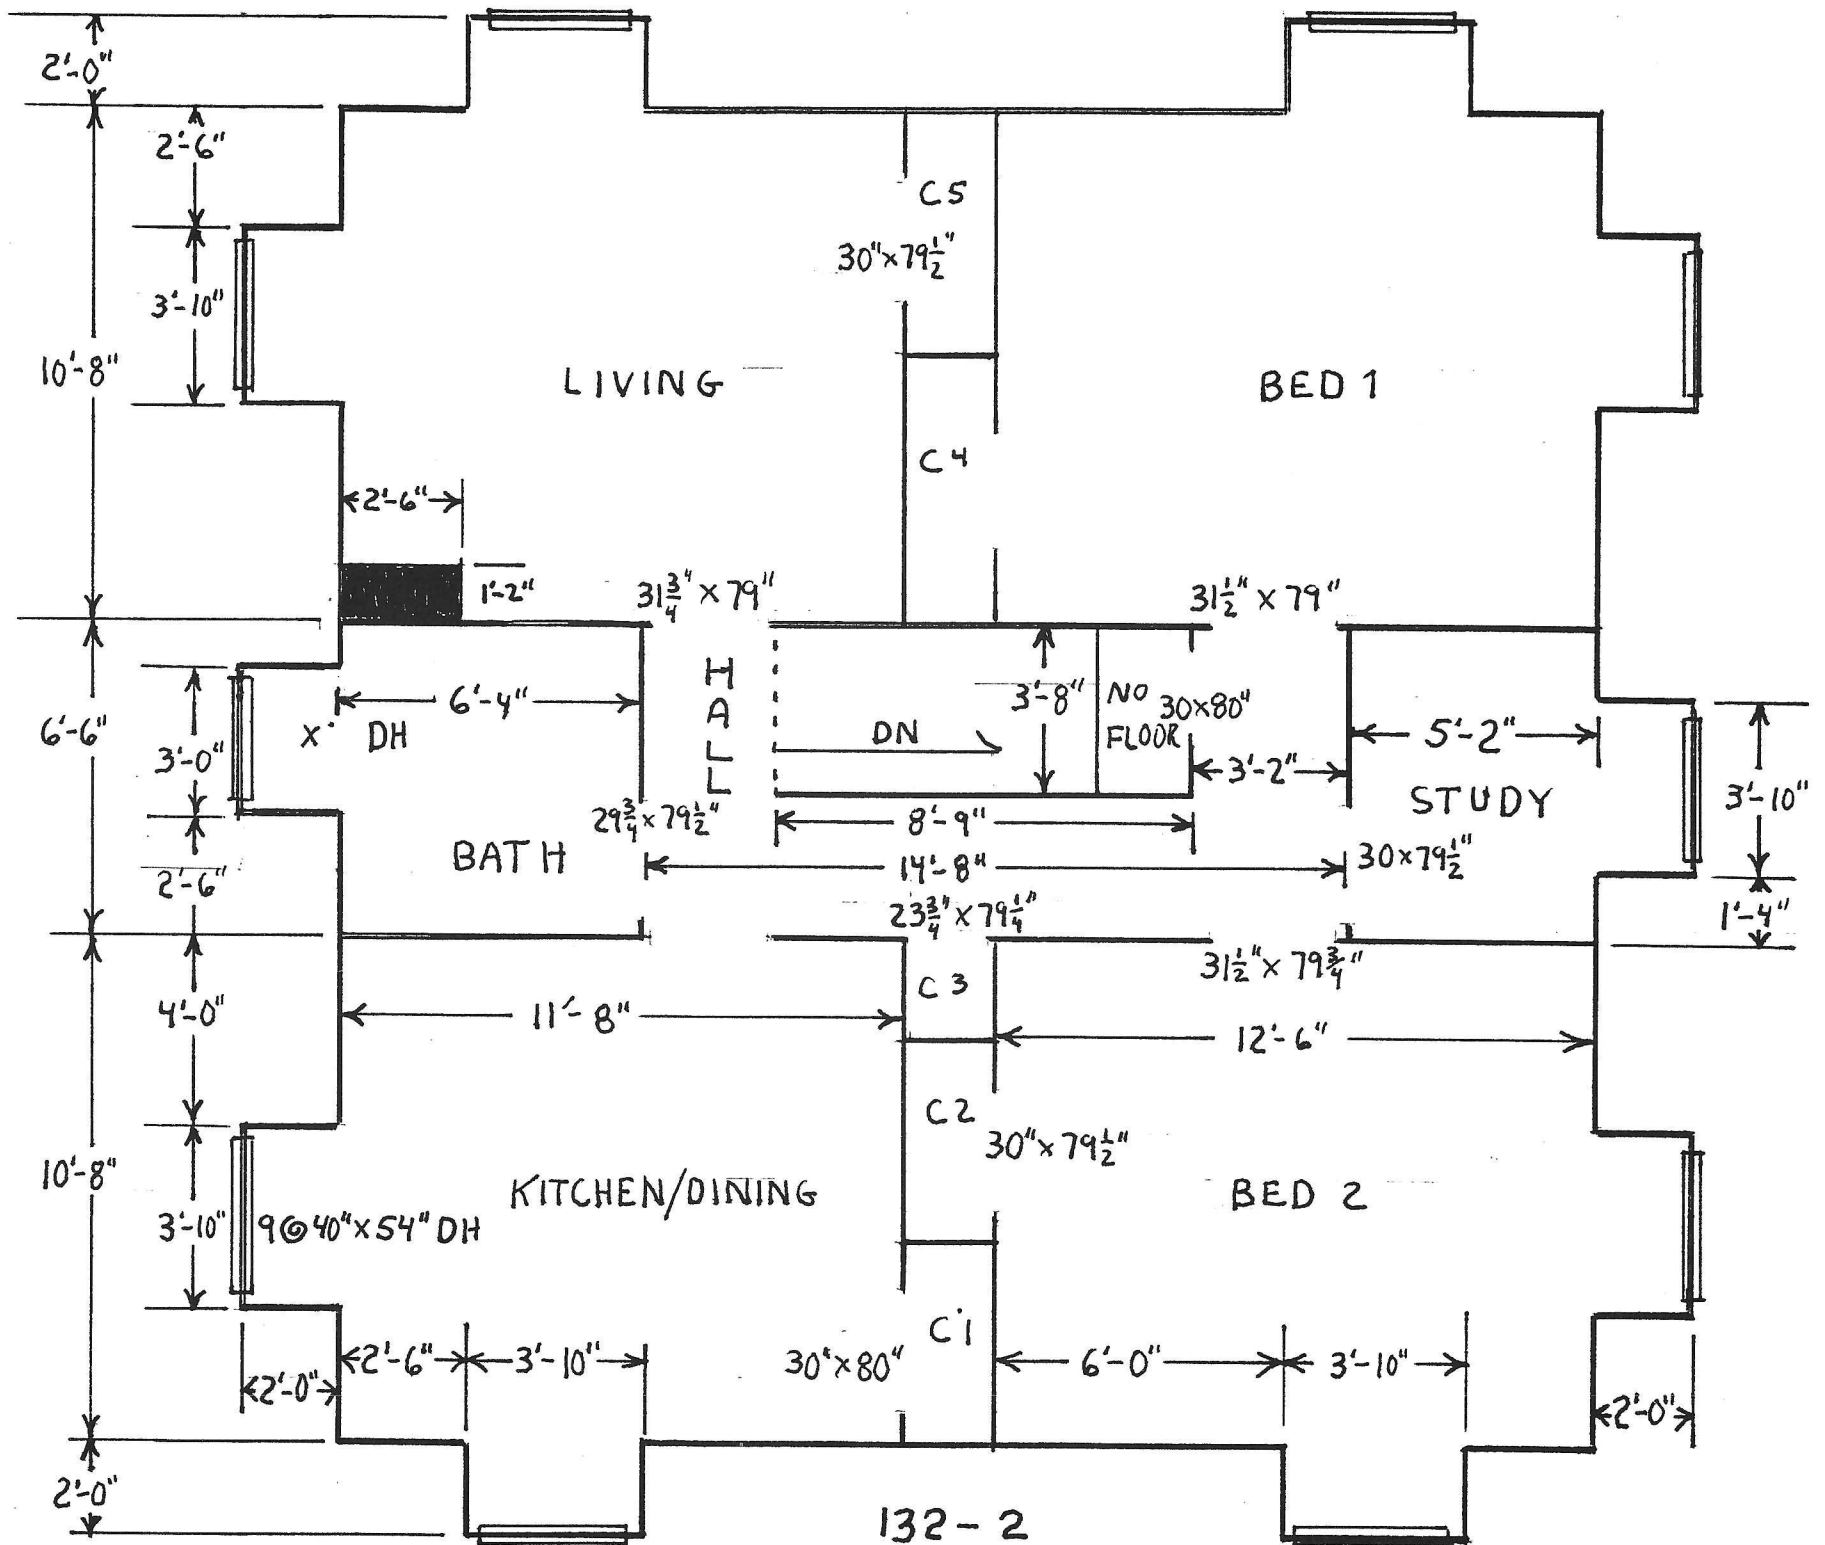 2'-0"
2'-6"
C5
30"x79½"
3'-10"
10'-8"
LIVING
BED 1
C4
2'-6"
1'-2"
31¾"x79"
31½"x79"
HALL
6'-4"
3'-8"
NO
FLOOR
30x80"
6'-6"
x DH
DN
5'-2"
3'-0"
3'-2"
STUDY
3'-10"
29¾x79½"
8'-9"
BATH
14'-8"
30x79½"
2'-6"
23¾"x79¼"
1'-4"
31½"x79¾"
C3
4'-0"
11'-8"
12'-6"
C2
30"x79½"
10'-8"
KITCHEN/DINING
BED 2
3'-10"
9@40"x54"DH
C1
2'-6"
3'-10"
30"x80"
6'-0"
3'-10"
2'-0"
2'-0"
2'-0"
132-2